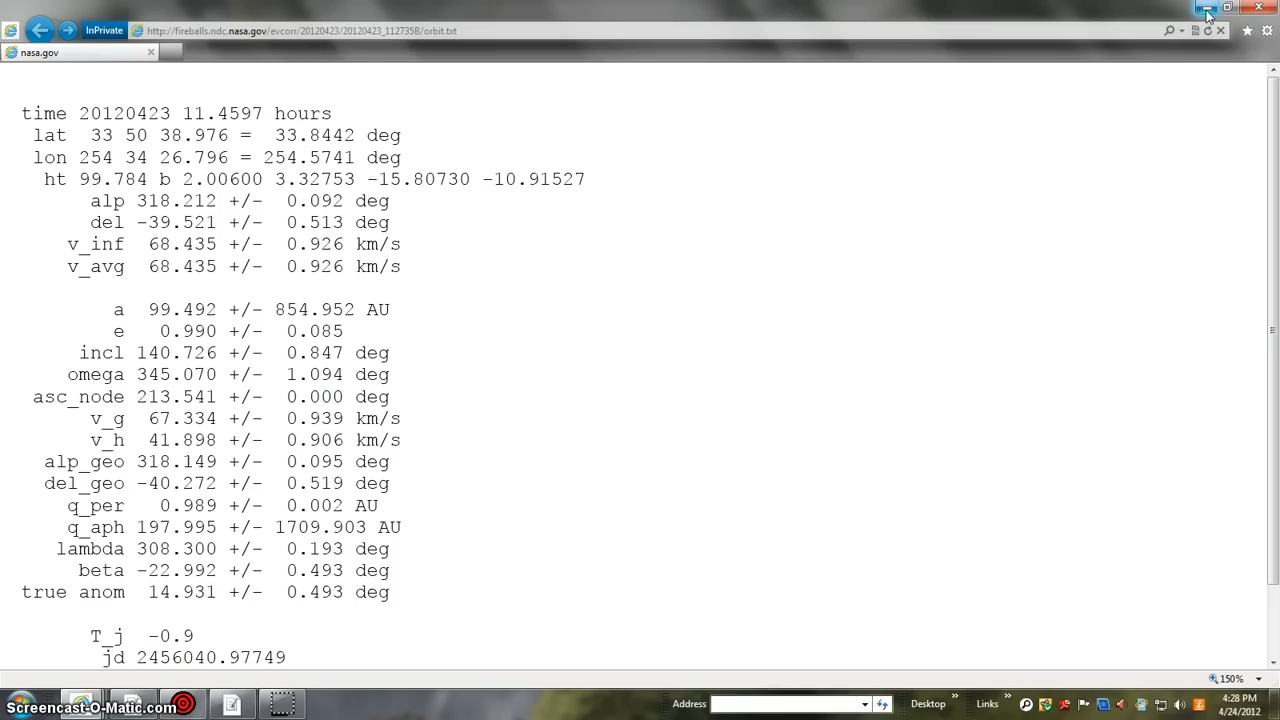 InPrivate
http://fireballs.ndc.nasa.gov/evcorr/20120423/20120423_112735B/orbit.txt
nasa.gov
time 20120423 11.4597 hours
lat 33 50 38.976 = 33.8442 deg
lon 254 34 26.796 = 254.5741 deg
ht 99.784 b 2.00600 3.32753 -15.80730 -10.91527
alp 318.212 +/- 0.092 deg
del -39.521 +/- 0.513 deg
v_inf 68.435 +/- 0.926 km/s
v_avg 68.435 +/- 0.926 km/s
a 99.492 +/- 854.952 AU
e 0.990 +/- 0.085
incl 140.726 +/- 0.847 deg
omega 345.070 +/- 1.094 deg
asc_node 213.541 +/- 0.000 deg
v_g 67.334 +/- 0.939 km/s
v_h 41.898 +/- 0.906 km/s
alp_geo 318.149 +/- 0.095 deg
del_geo -40.272 +/- 0.519 deg
q_per 0.989 +/- 0.002 AU
q_aph 197.995 +/- 1709.903 AU
lambda 308.300 +/- 0.193 deg
beta -22.992 +/- 0.493 deg
true anom 14.931 +/- 0.493 deg
T_j -0.9
jd 2456040.97749
150%
Screencast-O-Matic.com
Address
Desktop
Links
4:28 PM
4/24/2012